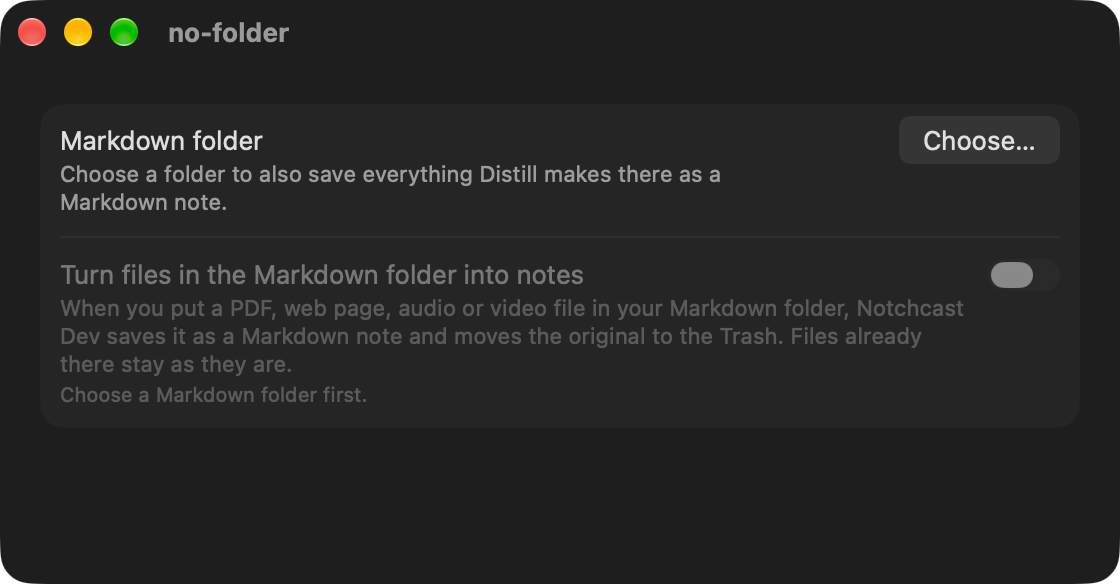 no-folder
Markdown folder
Choose...
Choose a folder to also save everything Distill makes there as a
Markdown note.
Turn files in the Markdown folder into notes
When you put a PDF, web page, audio or video file in your Markdown folder, Notchcast
Dev saves it as a Markdown note and moves the original to the Trash. Files already
there stay as they are.
Choose a Markdown folder first.